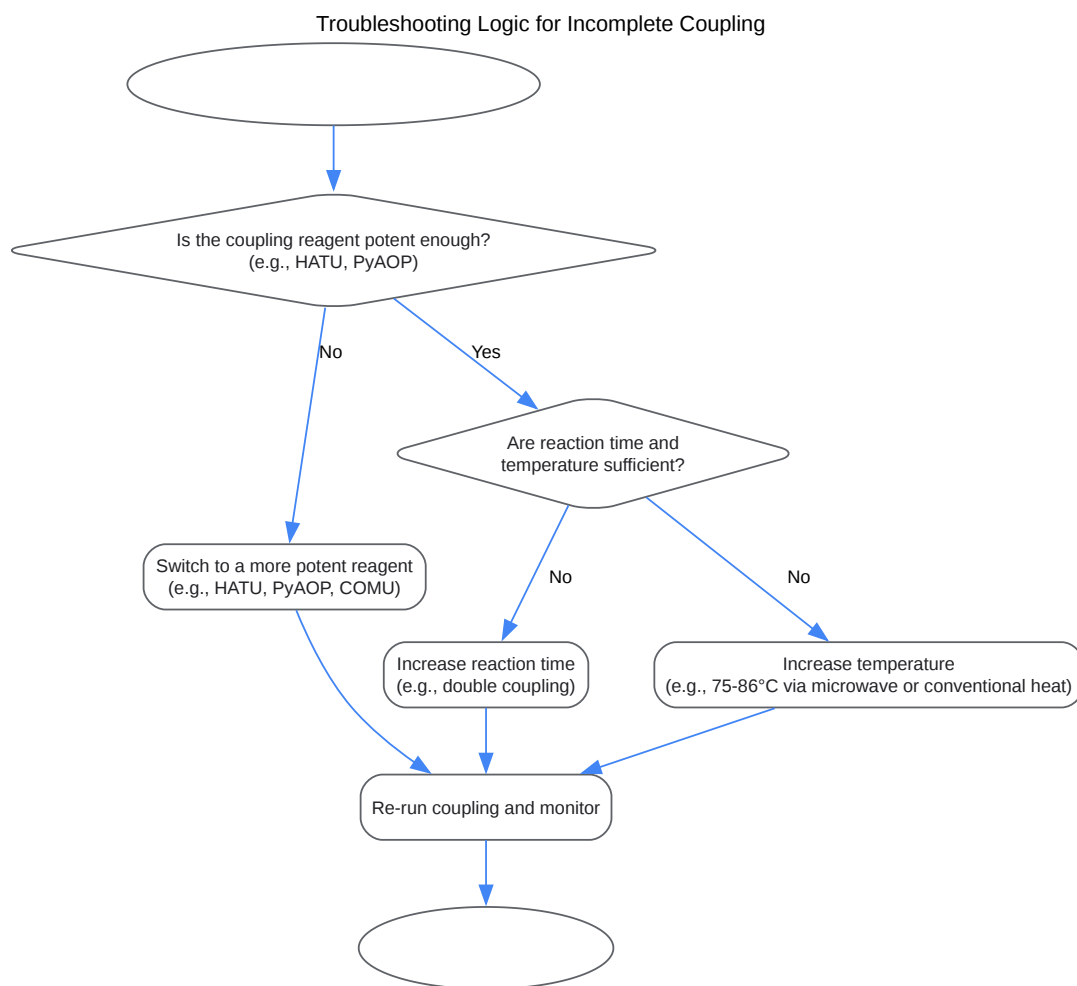 Troubleshooting Logic for Incomplete Coupling
Is the coupling reagent potent enough?
(e.g., HATU, PyAOP)
No
Yes
Are reaction time and
temperature sufficient?
Switch to a more potent reagent
(e.g., HATU, PyAOP, COMU)
No
No
Increase reaction time
(e.g., double coupling)
Increase temperature
(e.g., 75-86°C via microwave or conventional heat)
Re-run coupling and monitor